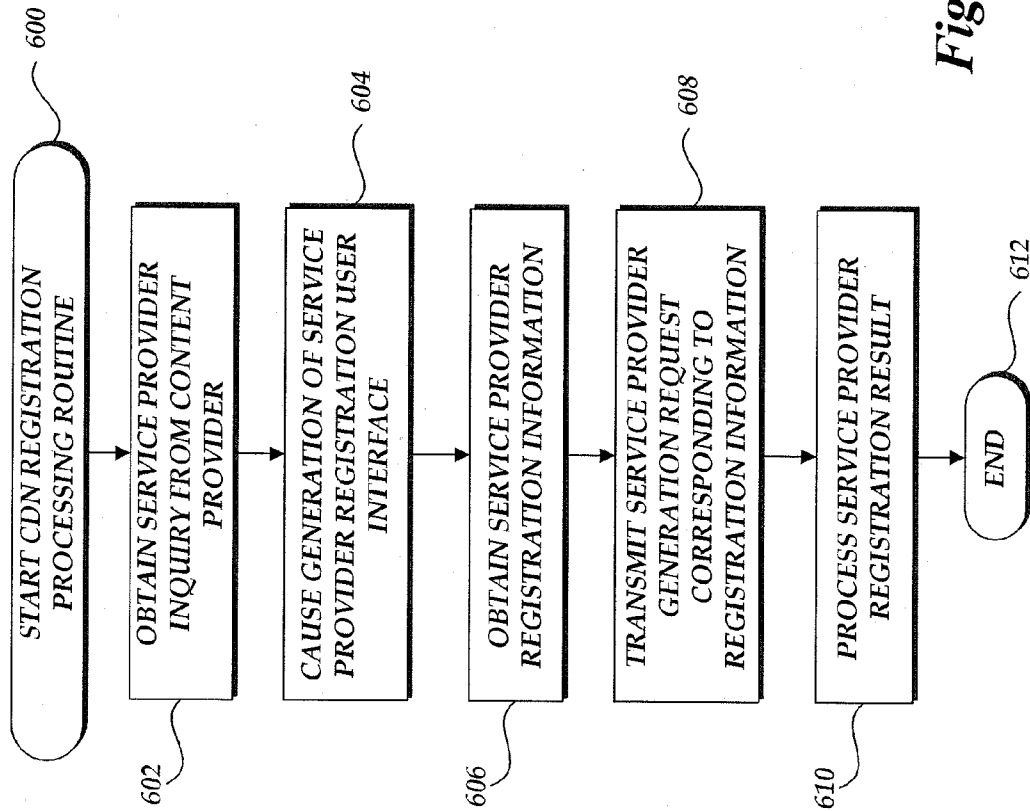 START CDN REGISTRATION
PROCESSING ROUTINE
600
OBTAIN SERVICE PROVIDER
INQUIRY FROM CONTENT
PROVIDER
602
CAUSE GENERATION OF SERVICE
PROVIDER REGISTRATION USER
INTERFACE
604
OBTAIN SERVICE PROVIDER
REGISTRATION INFORMATION
606
TRANSMIT SERVICE PROVIDER
GENERATION REQUEST
CORRESPONDING TO
REGISTRATION INFORMATION
608
PROCESS SERVICE PROVIDER
REGISTRATION RESULT
610
END
612
Fig